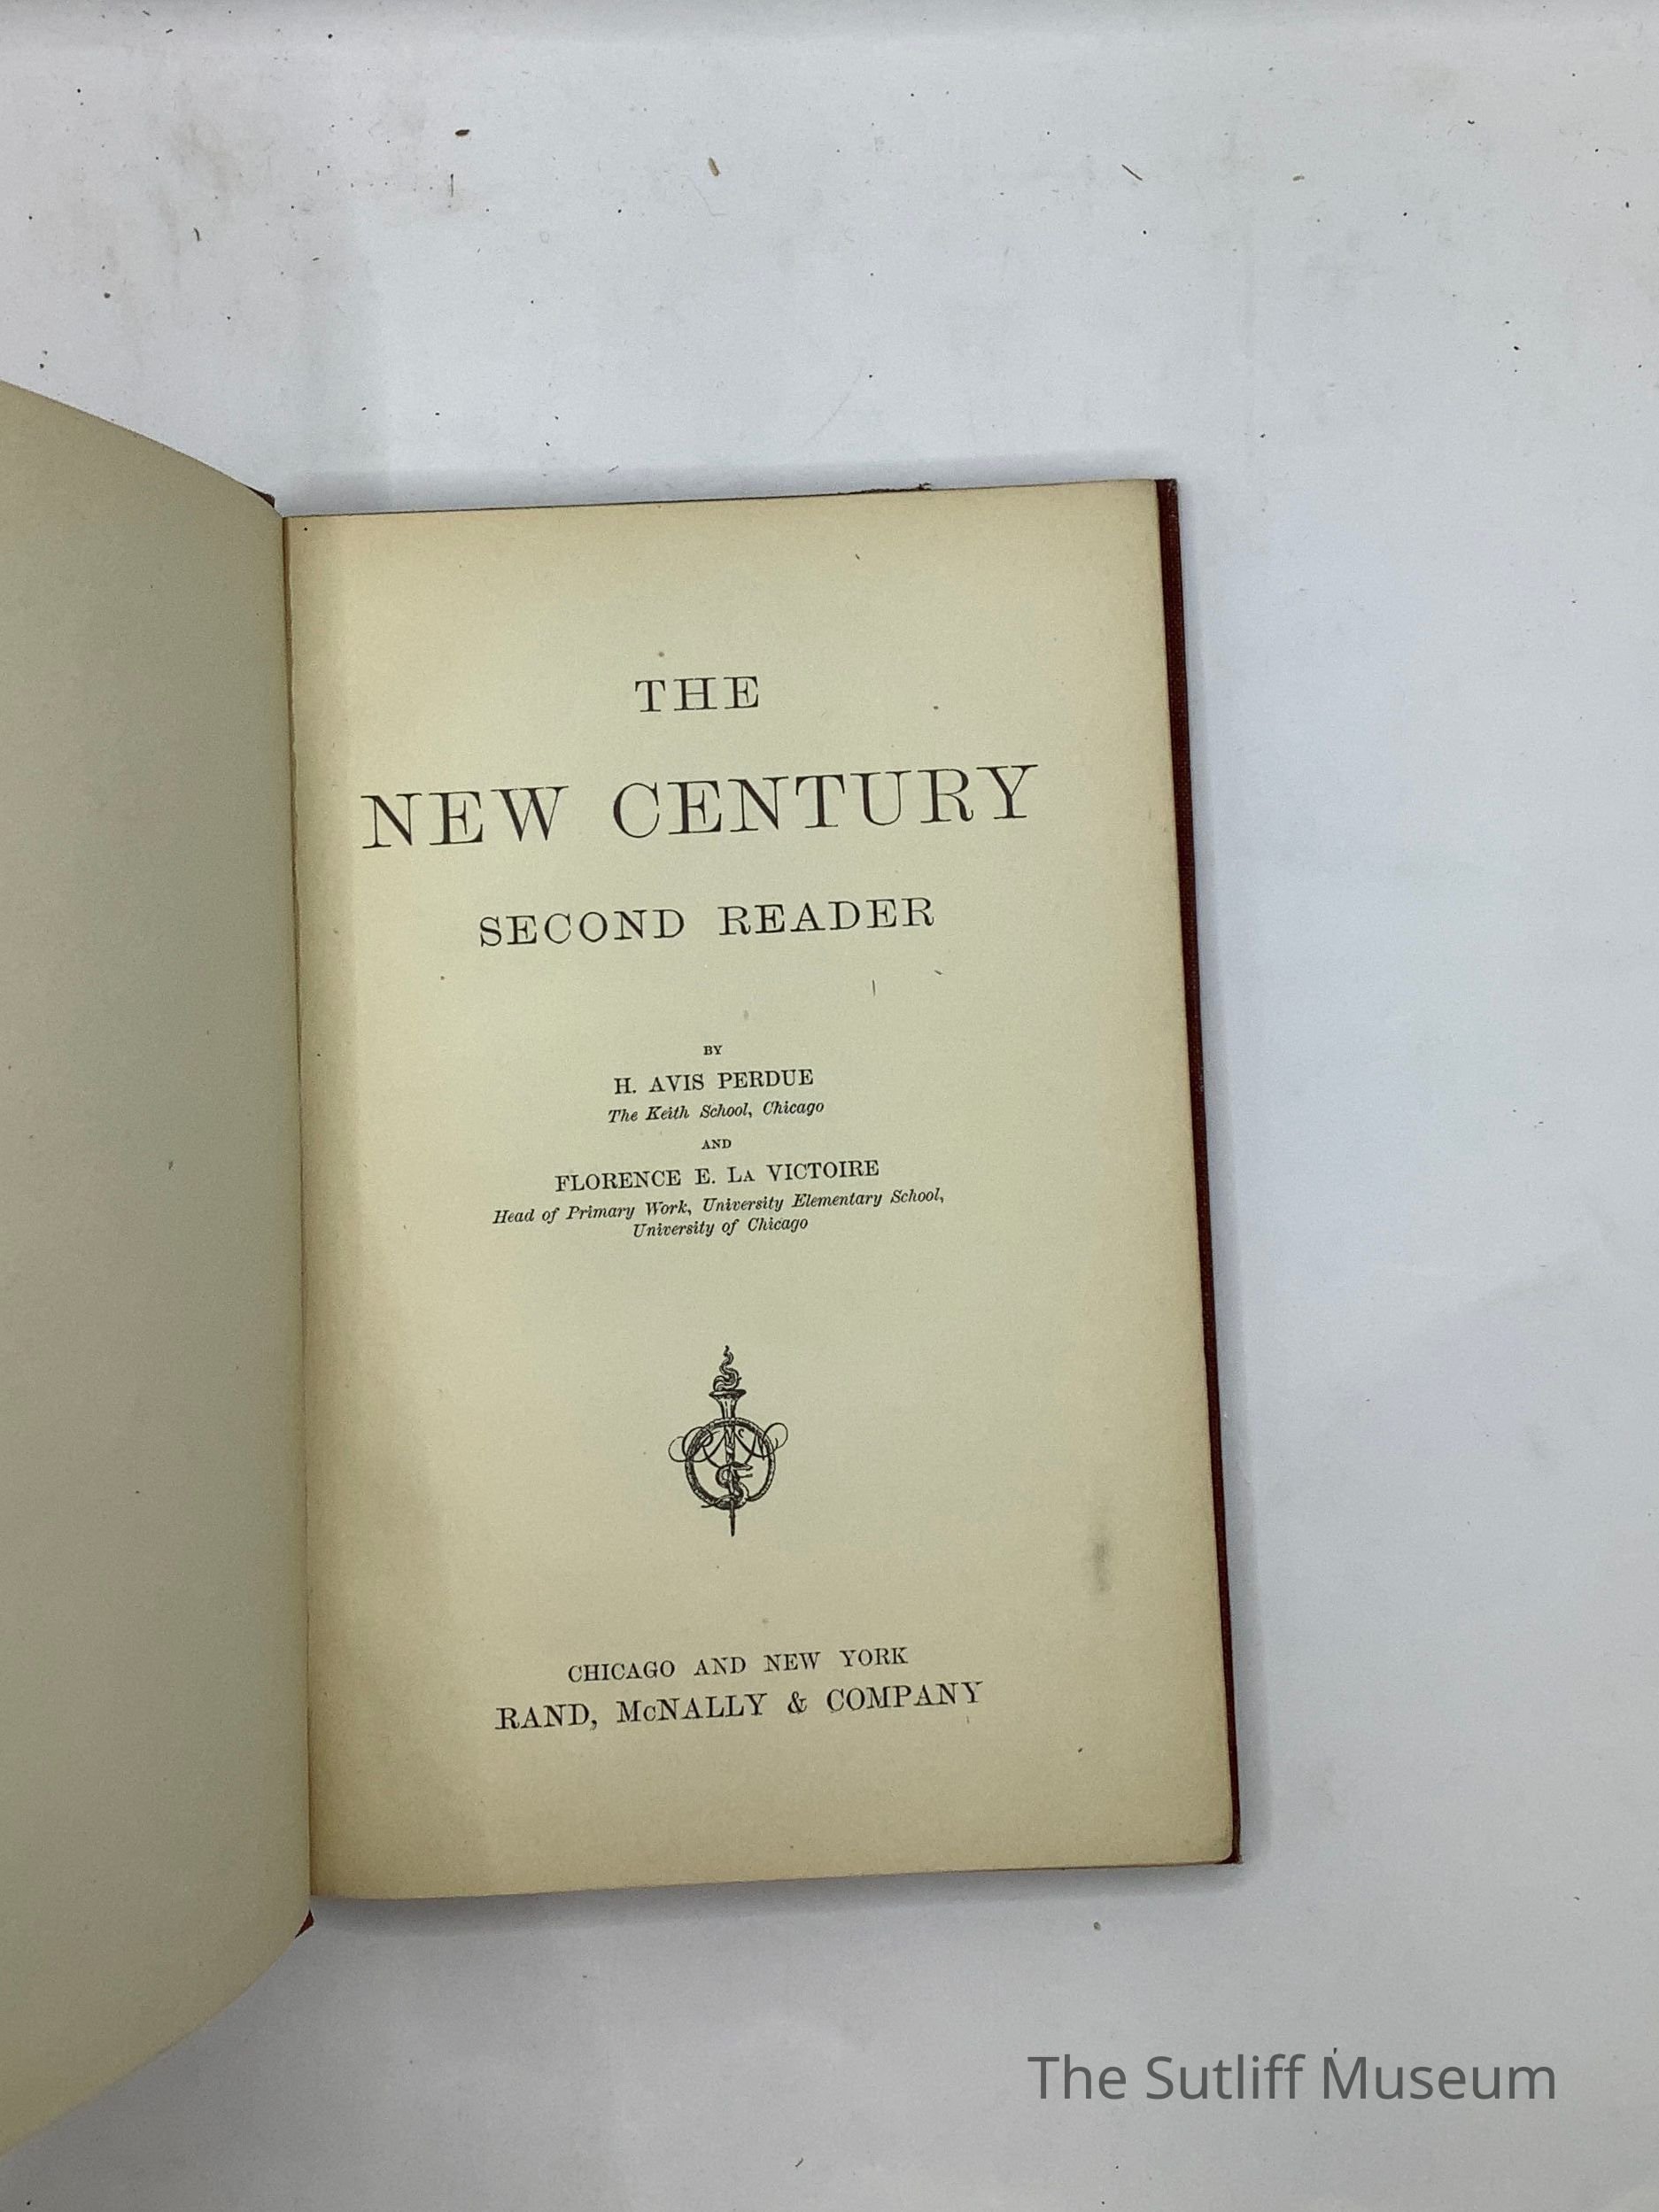 THE
NEW CENTURY
SECOND READER
BY
H. AVIS PERDUE
The Keith School, Chicago
AND
FLORENCE E. LA VICTOIRE
Head of Primary Work, University Elementary School,
University of Chicago
CHICAGO AND NEW YORK
RAND, McNALLY & COMPANY
The Sutliff Museum